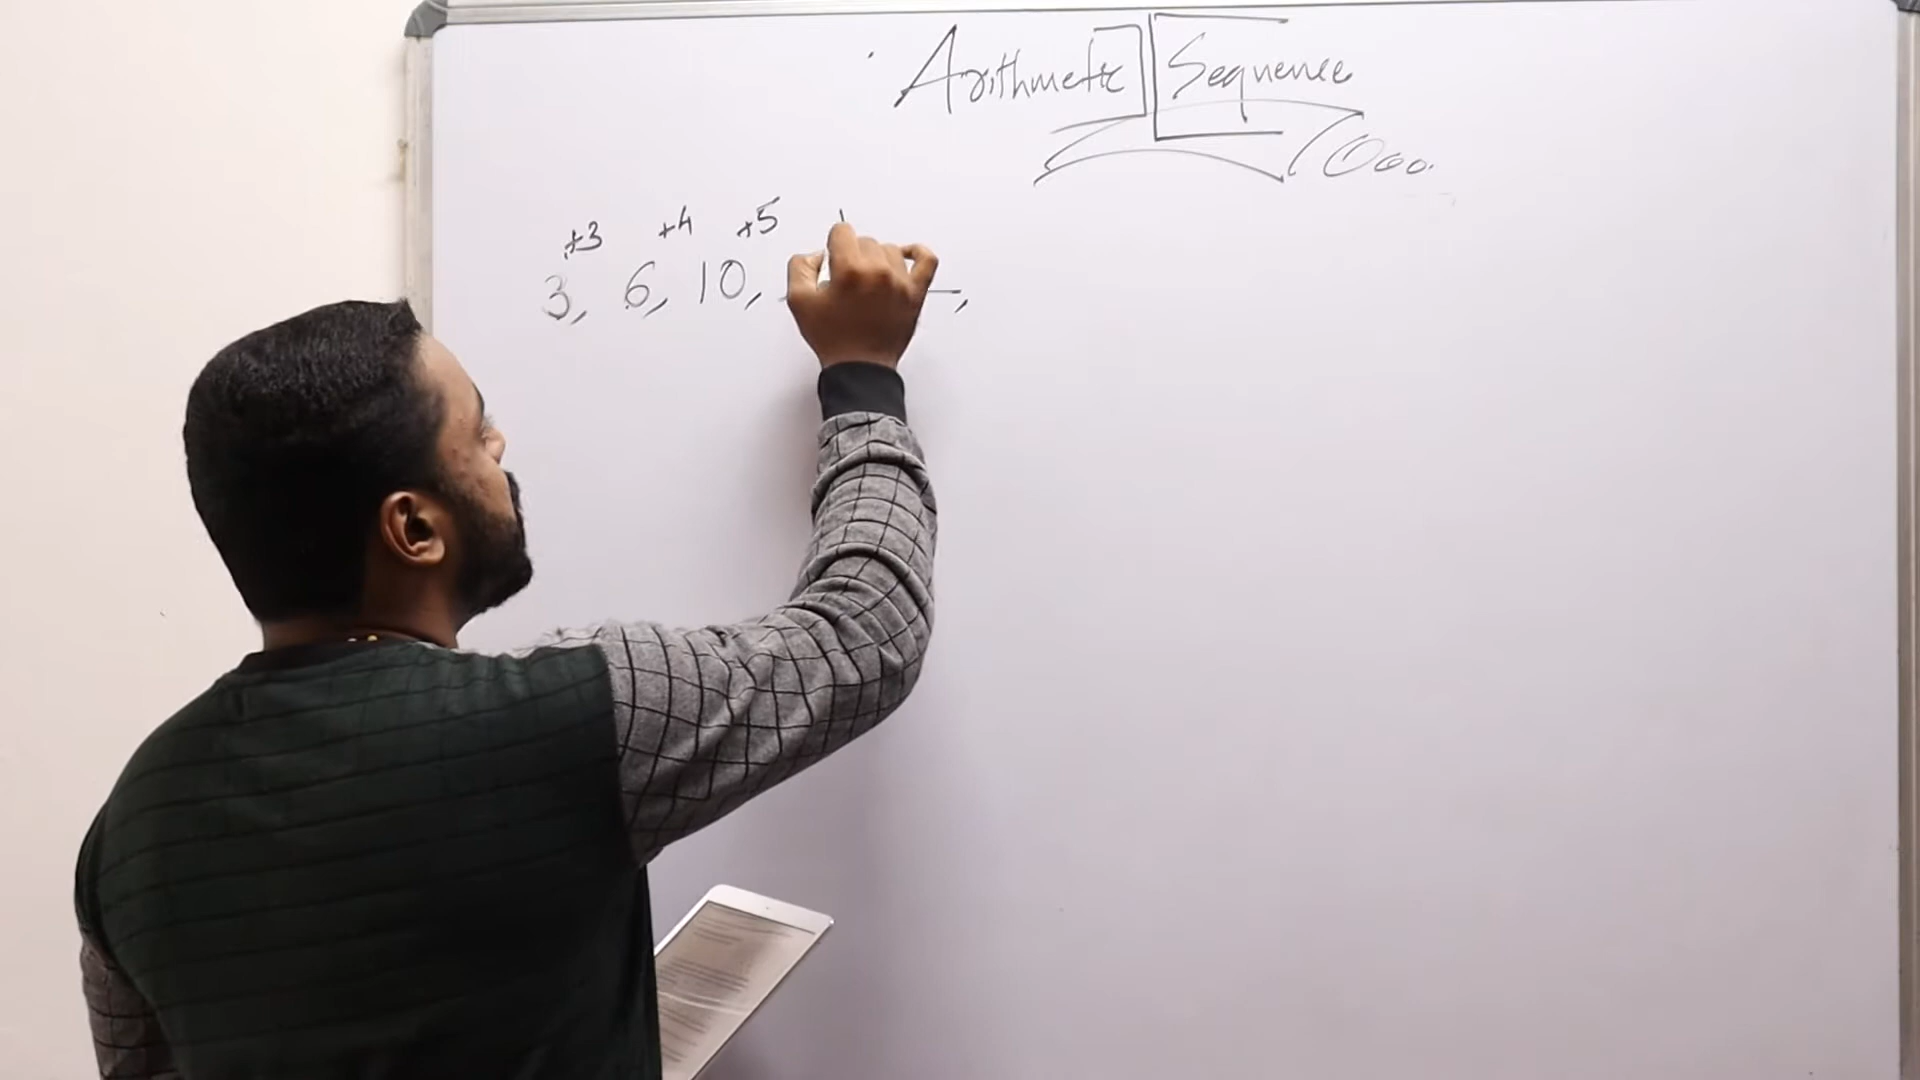 Arithmetic Sequence
+3 +4 +5
3, 6, 10,